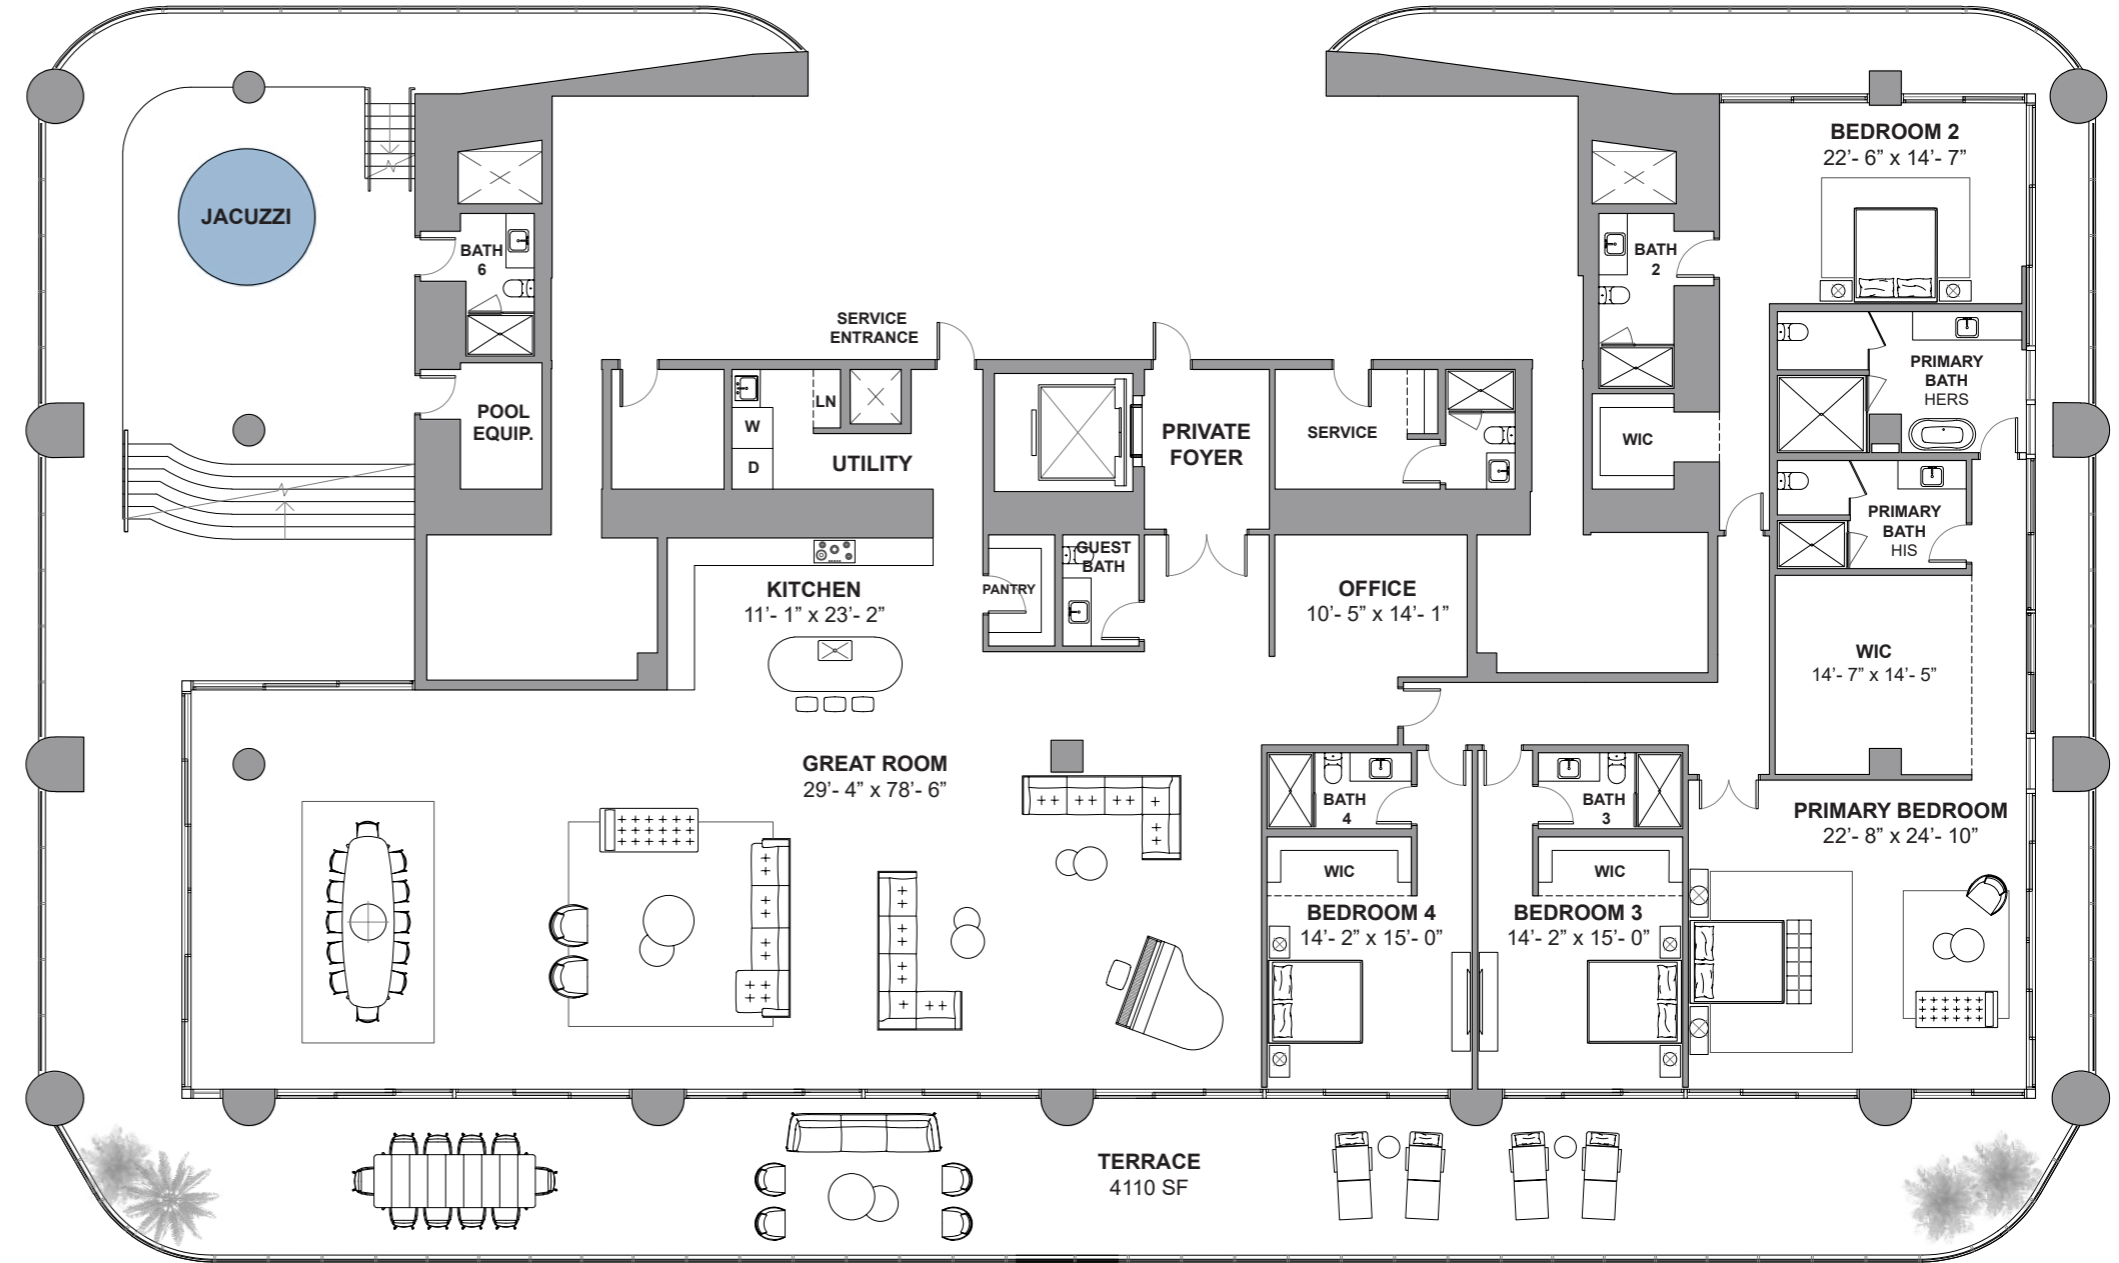 BEDROOM 2
22’- 6” x 14’- 7”
JACUZZI
BATH
6
BATH
2
SERVICE
ENTRANCE
PRIMARY
BATH
HERS
POOL
EQUIP.
LN
W
D
UTILITY
PRIVATE
FOYER
SERVICE
WIC
PRIMARY
BATH
HIS
GUEST
BATH
PANTRY
KITCHEN
11’- 1” x 23’- 2”
OFFICE
10’- 5” x 14’- 1”
WIC
14’- 7” x 14’- 5”
GREAT ROOM
29’- 4” x 78’- 6”
BATH
4
BATH
3
PRIMARY BEDROOM
22’- 8” x 24’- 10”
WIC
WIC
BEDROOM 4
14’- 2” x 15’- 0”
BEDROOM 3
14’- 2” x 15’- 0”
TERRACE
4110 SF